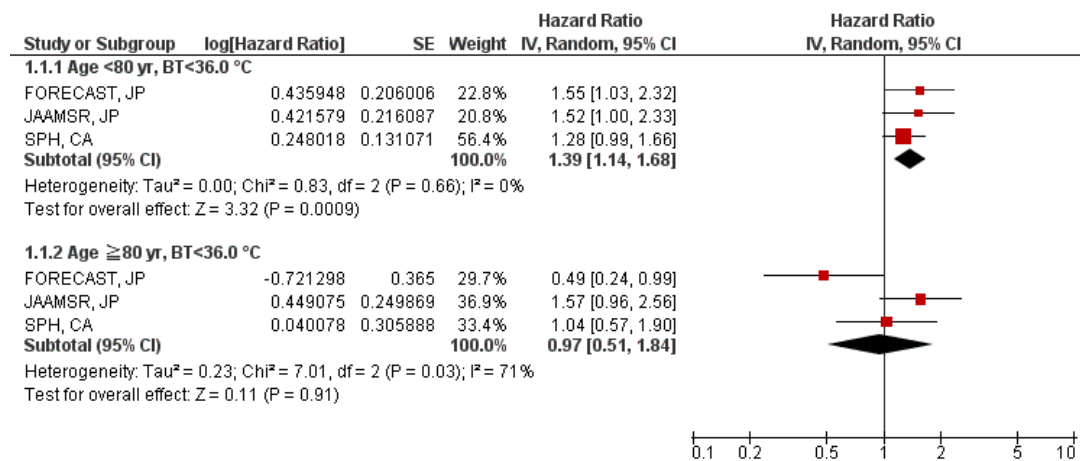 Hazard Ratio Hazard Ratio
Study or Subgroup log[Hazard Ratio] SE Weight IV, Random, 95% CI IV, Random, 95% CI
1.1.1 Age <80 yr, BT<36.0 °C
FORECAST, JP 0.435948 0.206006 22.8% 1.55 [1.03, 2.32]
JAAMSR, JP 0.421579 0.216087 20.8% 1.52 [1.00, 2.33]
SPH, CA 0.248018 0.131071 56.4% 1.28 [0.99, 1.66]
Subtotal (95% CI) 100.0% 1.39 [1.14, 1.68]
Heterogeneity: Tau² = 0.00; Chi² = 0.83, df = 2 (P = 0.66); I² = 0%
Test for overall effect: Z = 3.32 (P = 0.0009)
1.1.2 Age ≧80 yr, BT<36.0 °C
FORECAST, JP -0.721298 0.365 29.7% 0.49 [0.24, 0.99]
JAAMSR, JP 0.449075 0.249869 36.9% 1.57 [0.96, 2.56]
SPH, CA 0.040078 0.305888 33.4% 1.04 [0.57, 1.90]
Subtotal (95% CI) 100.0% 0.97 [0.51, 1.84]
Heterogeneity: Tau² = 0.23; Chi² = 7.01, df = 2 (P = 0.03); I² = 71%
Test for overall effect: Z = 0.11 (P = 0.91)
0.1 0.2 0.5 1 2 5 10